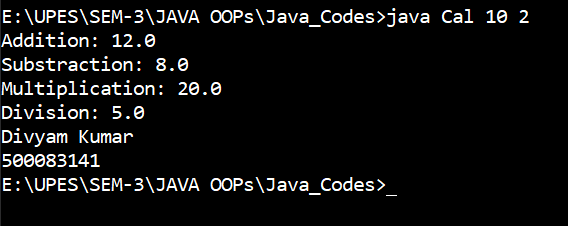 E:\UPES\SEM-3\JAVA OOPs\Java_Codes>java Cal 10 2
Addition: 12.0
Substraction: 8.0
Multiplication: 20.0
Division: 5.0
Divyam Kumar
500083141
E:\UPES\SEM-3\JAVA OOPs\Java_Codes>_